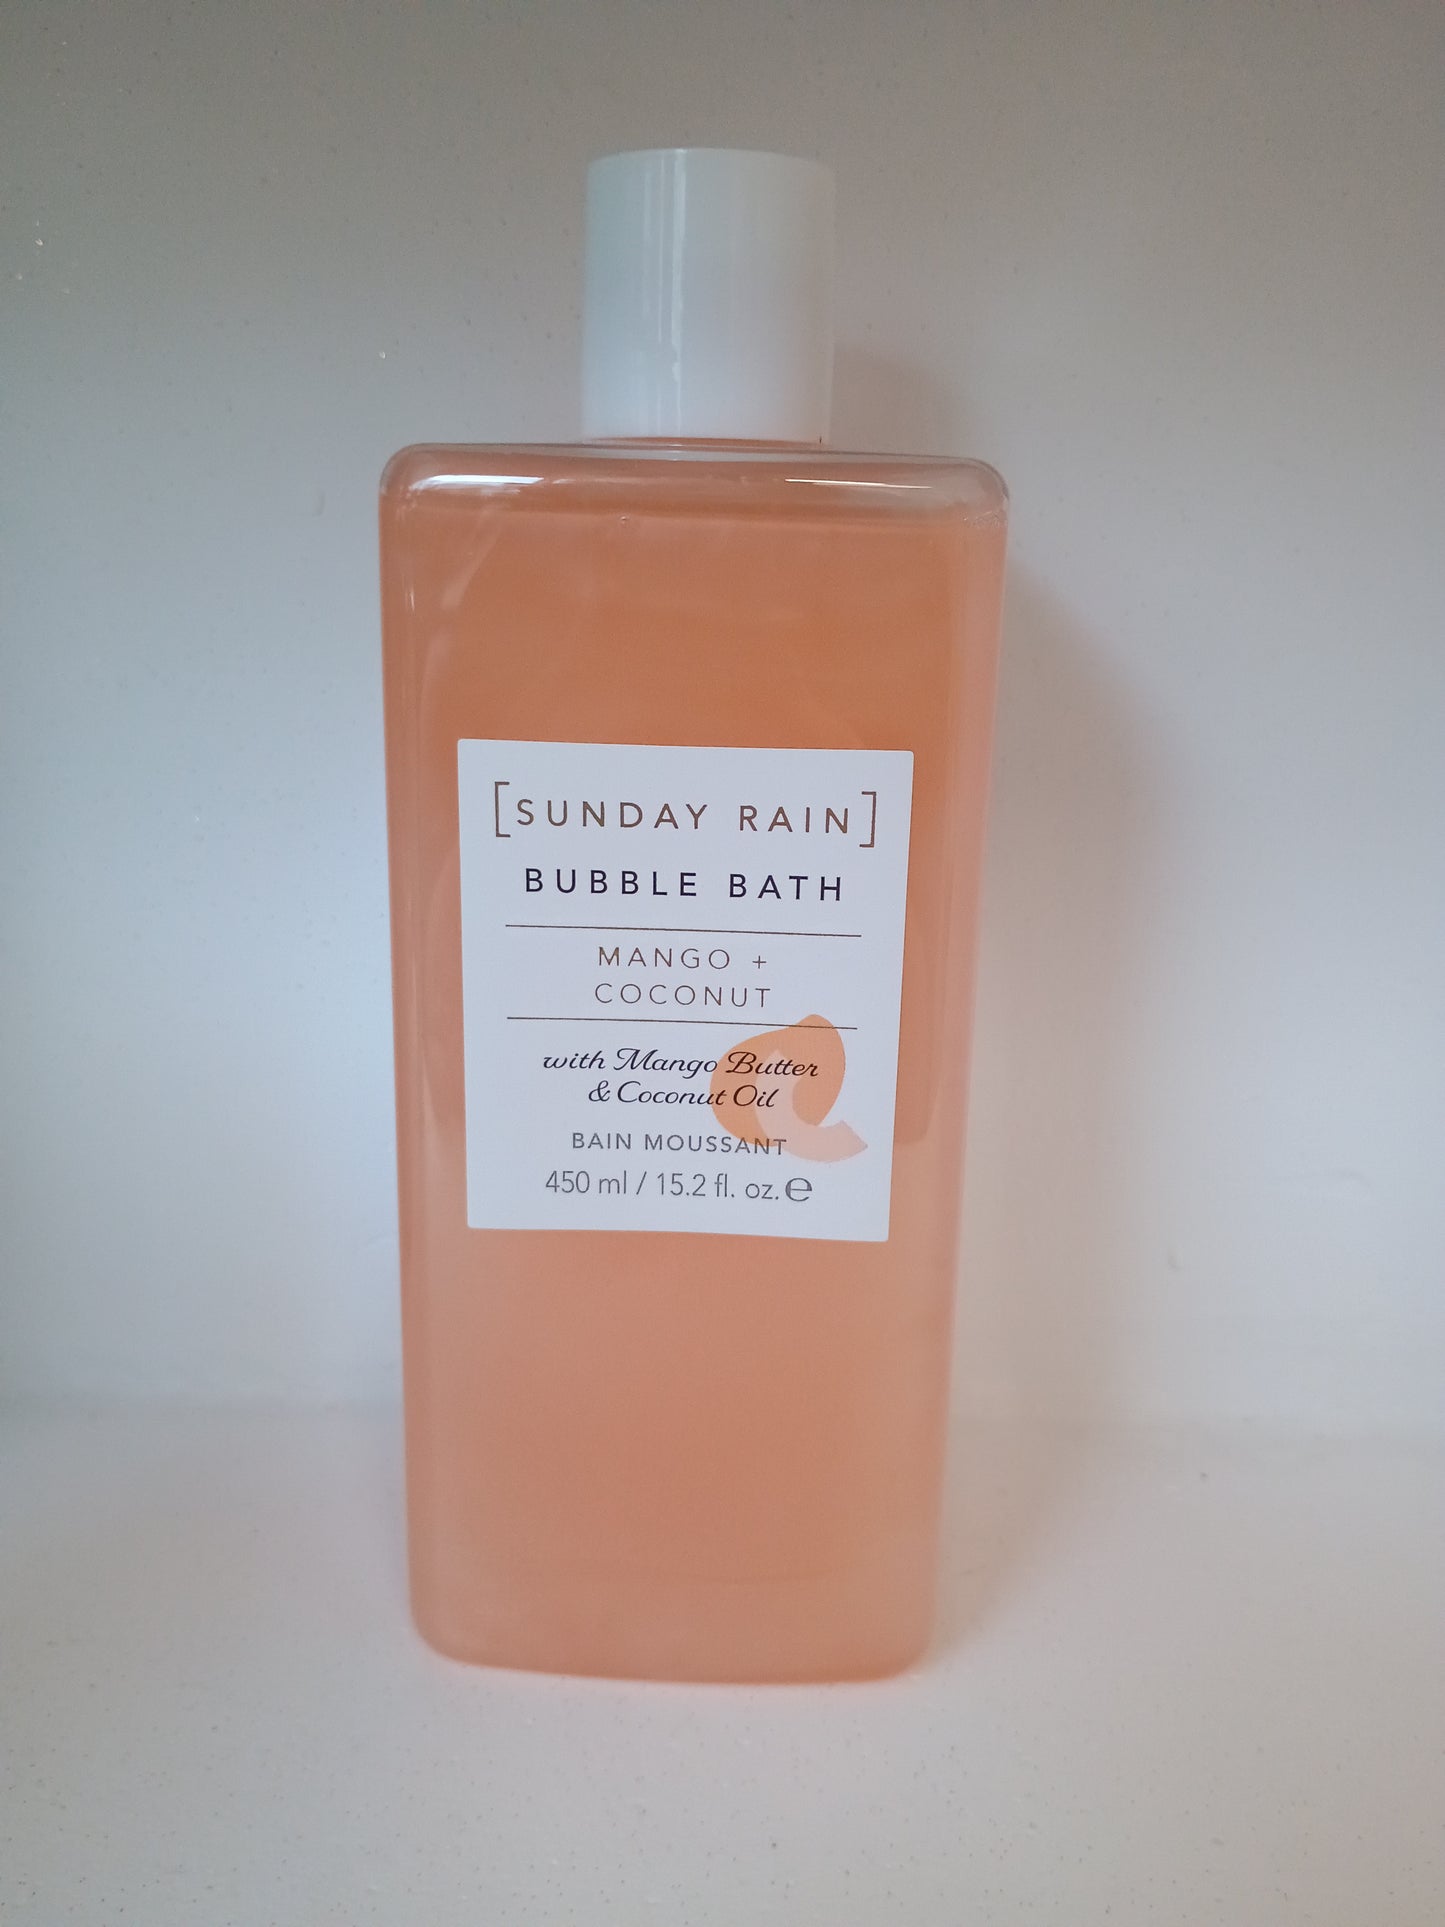 [SUNDAY RAIN]
BUBBLE BATH
MANGO +
COCONUT
with Mango Butter
& Coconut Oil
BAIN MOUSSANT
450 ml / 15.2 fl. oz. ℮